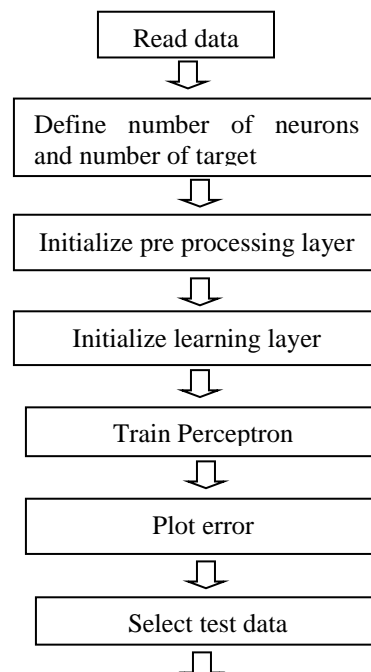 Read data
Define number of neurons
and number of target
Initialize pre processing layer
Initialize learning layer
Train Perceptron
Plot error
Select test data